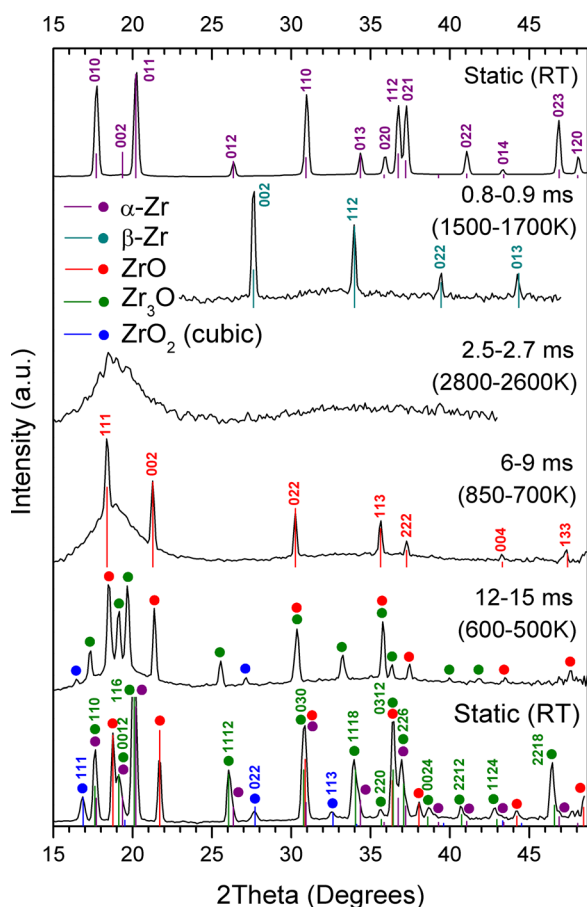 15 20 25 30 35 40 45
010
002
011
012
110
013
020
112
021
022
014
023
120
Static (RT)
0.8-0.9 ms
(1500-1700K)
002
112
022
013
α-Zr
β-Zr
ZrO
Zr3O
ZrO2 (cubic)
2.5-2.7 ms
(2800-2600K)
6-9 ms
(850-700K)
111
002
022
113
222
004
133
12-15 ms
(600-500K)
Static (RT)
111
110
0012
116
1112
022
030
113
1118
220
0312
226
0024
2212
1124
2218
15 20 25 30 35 40 45
2Theta (Degrees)
Intensity (a.u.)